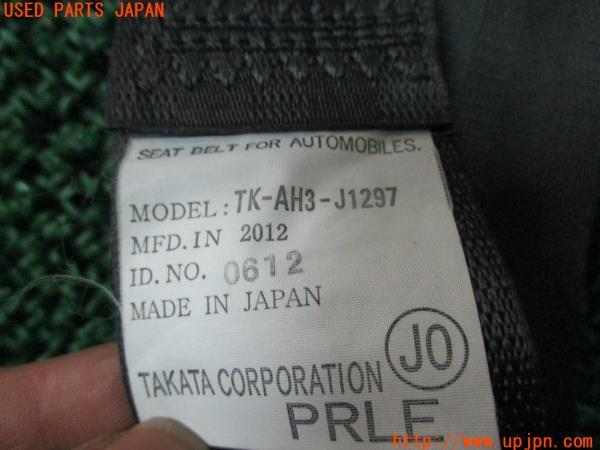 USED PARTS JAPAN
SEAT BELT FOR AUTOMOBILES.
MODEL: TK-AH3-J1297
MFD. IN 2012
ID. NO. 0612
MADE IN JAPAN
JO
TAKATA CORPORATION
PRLE
http://www.upjpn.com/